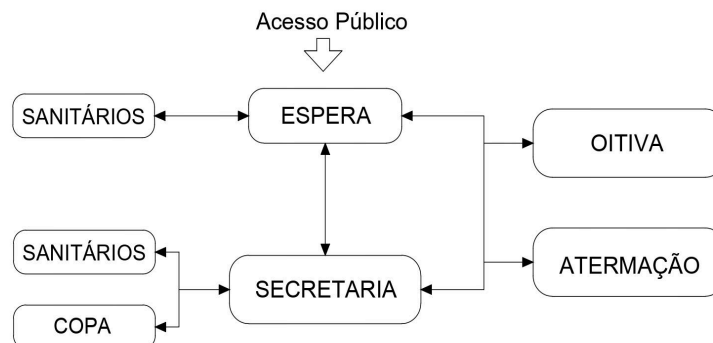 Acesso Público
SANITÁRIOS
ESPERA
OITIVA
SANITÁRIOS
SECRETARIA
ATERMAÇÃO
COPA